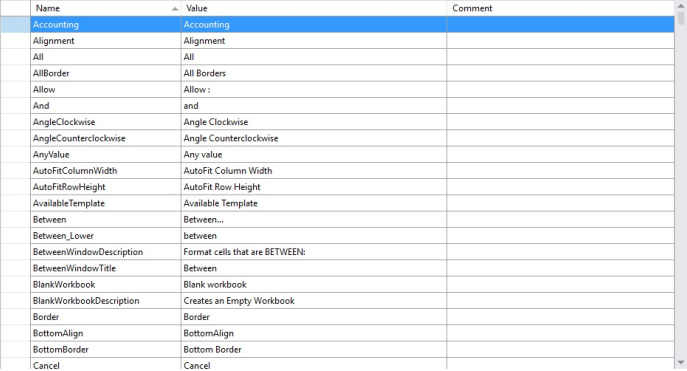 Name Value Comment
Accounting Accounting
Alignment Alignment
All All
AllBorder All Borders
Allow Allow :
And and
AngleClockwise Angle Clockwise
AngleCounterclockwise Angle Counterclockwise
AnyValue Any value
AutoFitColumnWidth AutoFit Column Width
AutoFitRowHeight AutoFit Row Height
AvailableTemplate Available Template
Between Between...
Between_Lower between
BetweenWindowDescription Format cells that are BETWEEN:
BetweenWindowTitle Between
BlankWorkbook Blank workbook
BlankWorkbookDescription Creates an Empty Workbook
Border Border
BottomAlign BottomAlign
BottomBorder Bottom Border
Cancel Cancel